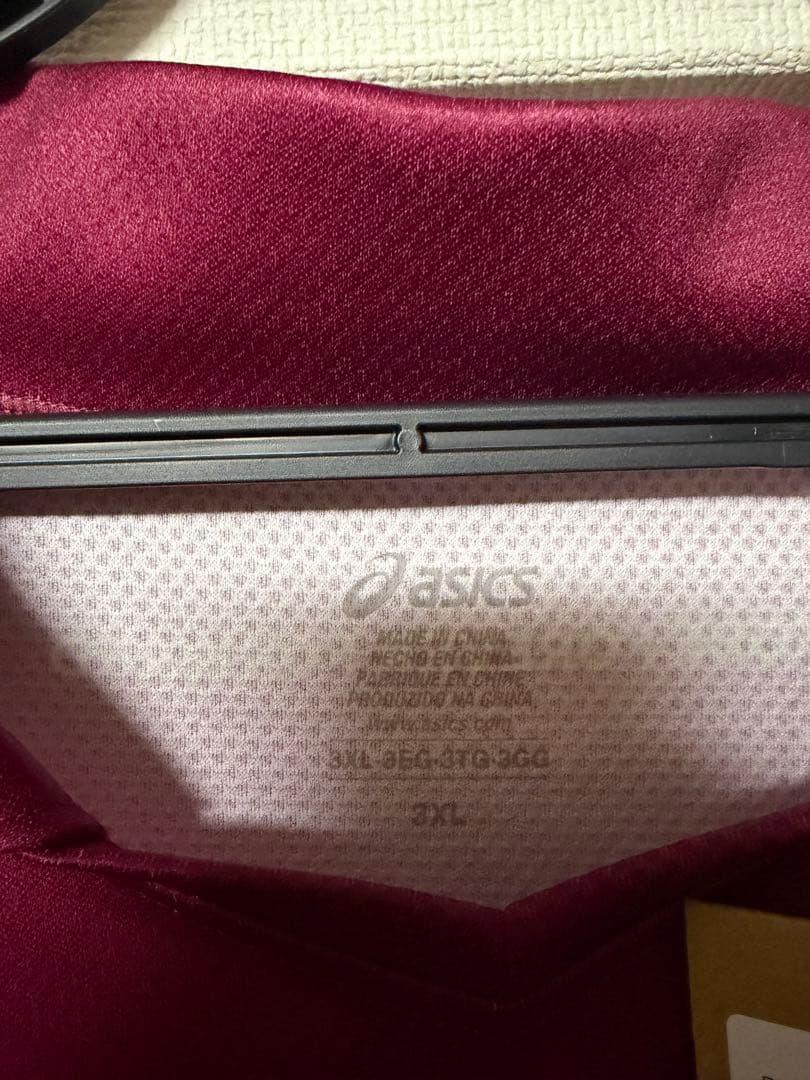 asics
MADE IN CHINA
HECHO EN CHINA
FABRIQUE EN CHINE
PRODUZIDO NA CHINA
www.asics.com
3XL-3EG-3TG-3GG
3XL